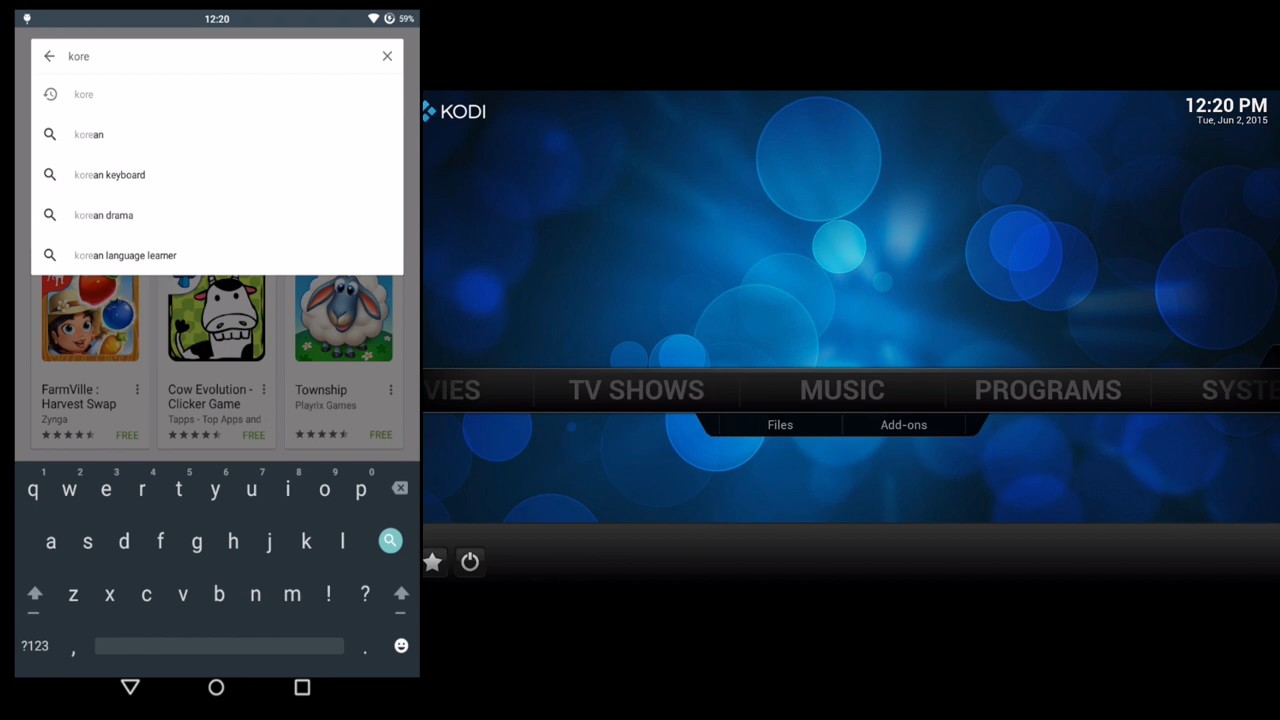 12:20
59%
kore
kore
korean
korean keyboard
korean drama
korean language learner
FarmVille :
Harvest Swap
Zynga
FREE
Cow Evolution -
Clicker Game
Tapps - Top Apps and
FREE
Township
Playrix Games
FREE
1 2 3 4 5 6 7 8 9 0
q w e r t y u i o p
a s d f g h j k l
z x c v b n m ! ?
?123 , .
KODI
12:20 PM
Tue, Jun 2, 2015
VIES TV SHOWS MUSIC PROGRAMS SYSTE
Files Add-ons